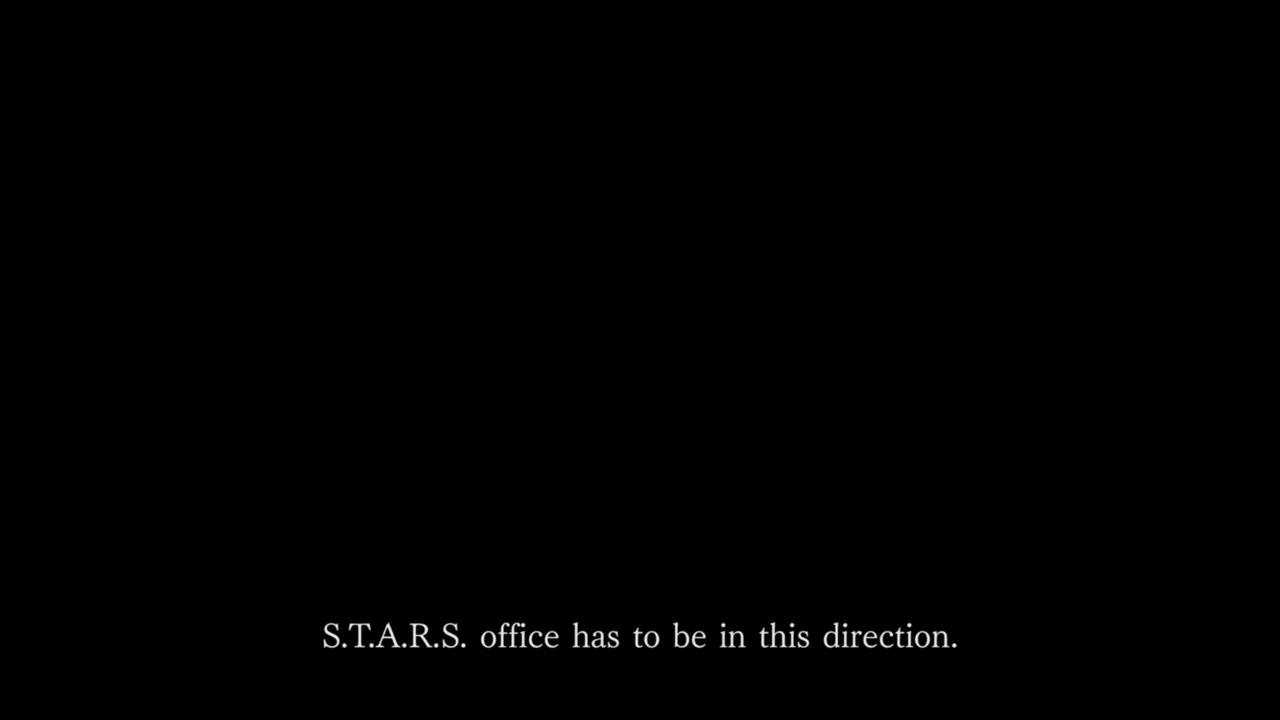 S.T.A.R.S. office has to be in this direction.